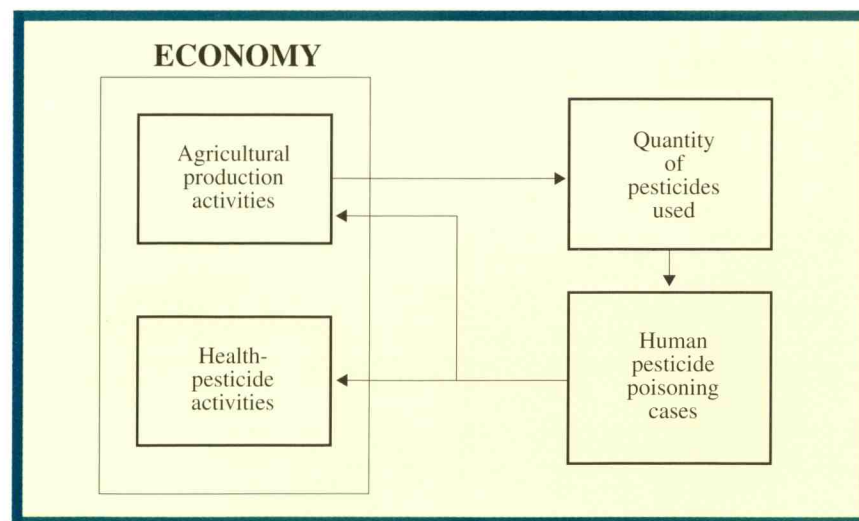 ECONOMY
Agricultural
production
activities
Quantity
of
pesticides
used
Health-
pesticide
activities
Human
pesticide
poisoning
cases